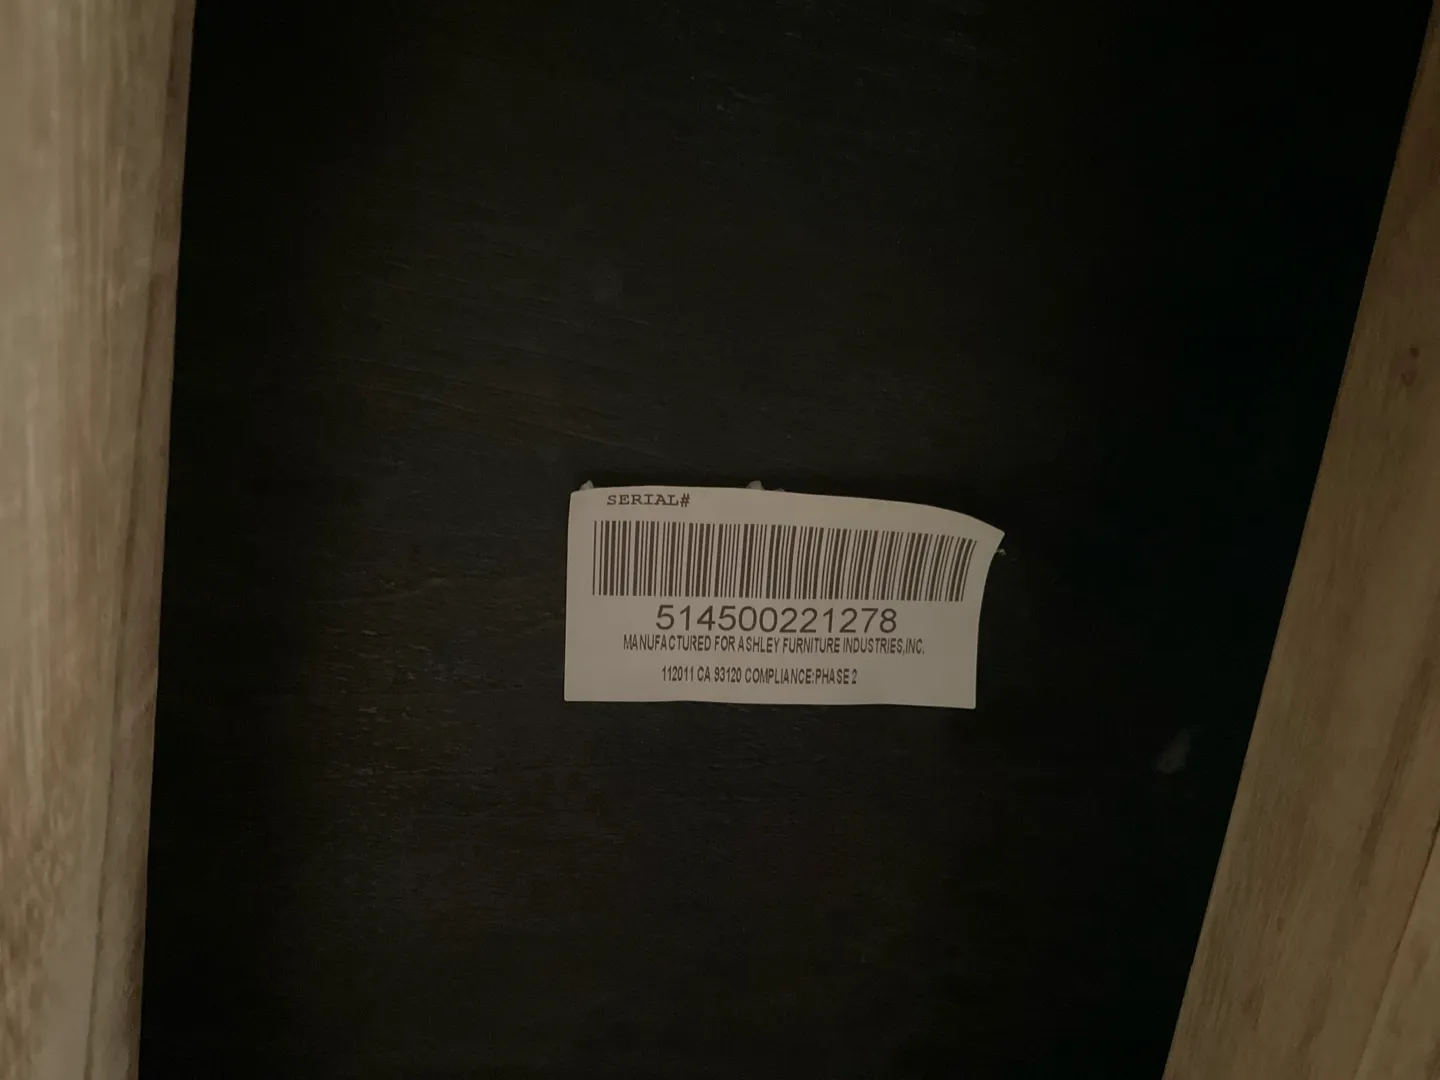 SERIAL#
514500221278
MANUFACTURED FOR ASHLEY FURNITURE INDUSTRIES,INC.
112011 CA 93120 COMPLIANCE:PHASE 2